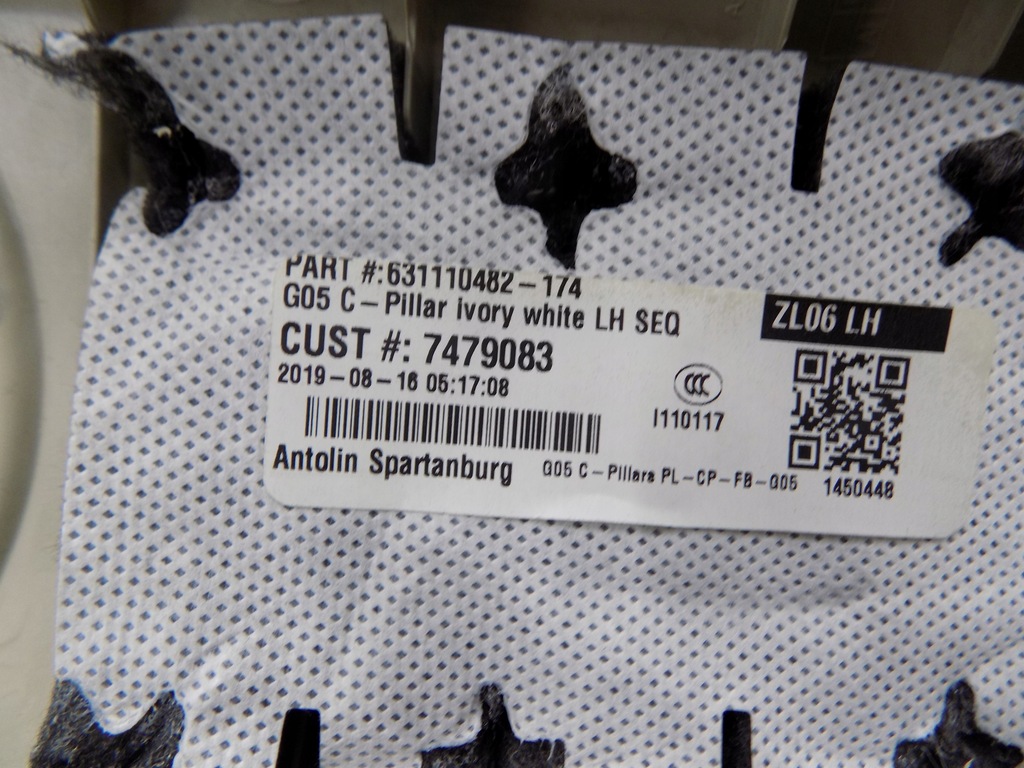 PART #:631110482-174
G05 C-Pillar ivory white LH SEQ
ZL06 LH
CUST #: 7479083
2019-08-16 05:17:08
CCC
I110117
Antolin Spartanburg
G05 C-Pillars PL-CP-FB-G05
1450448